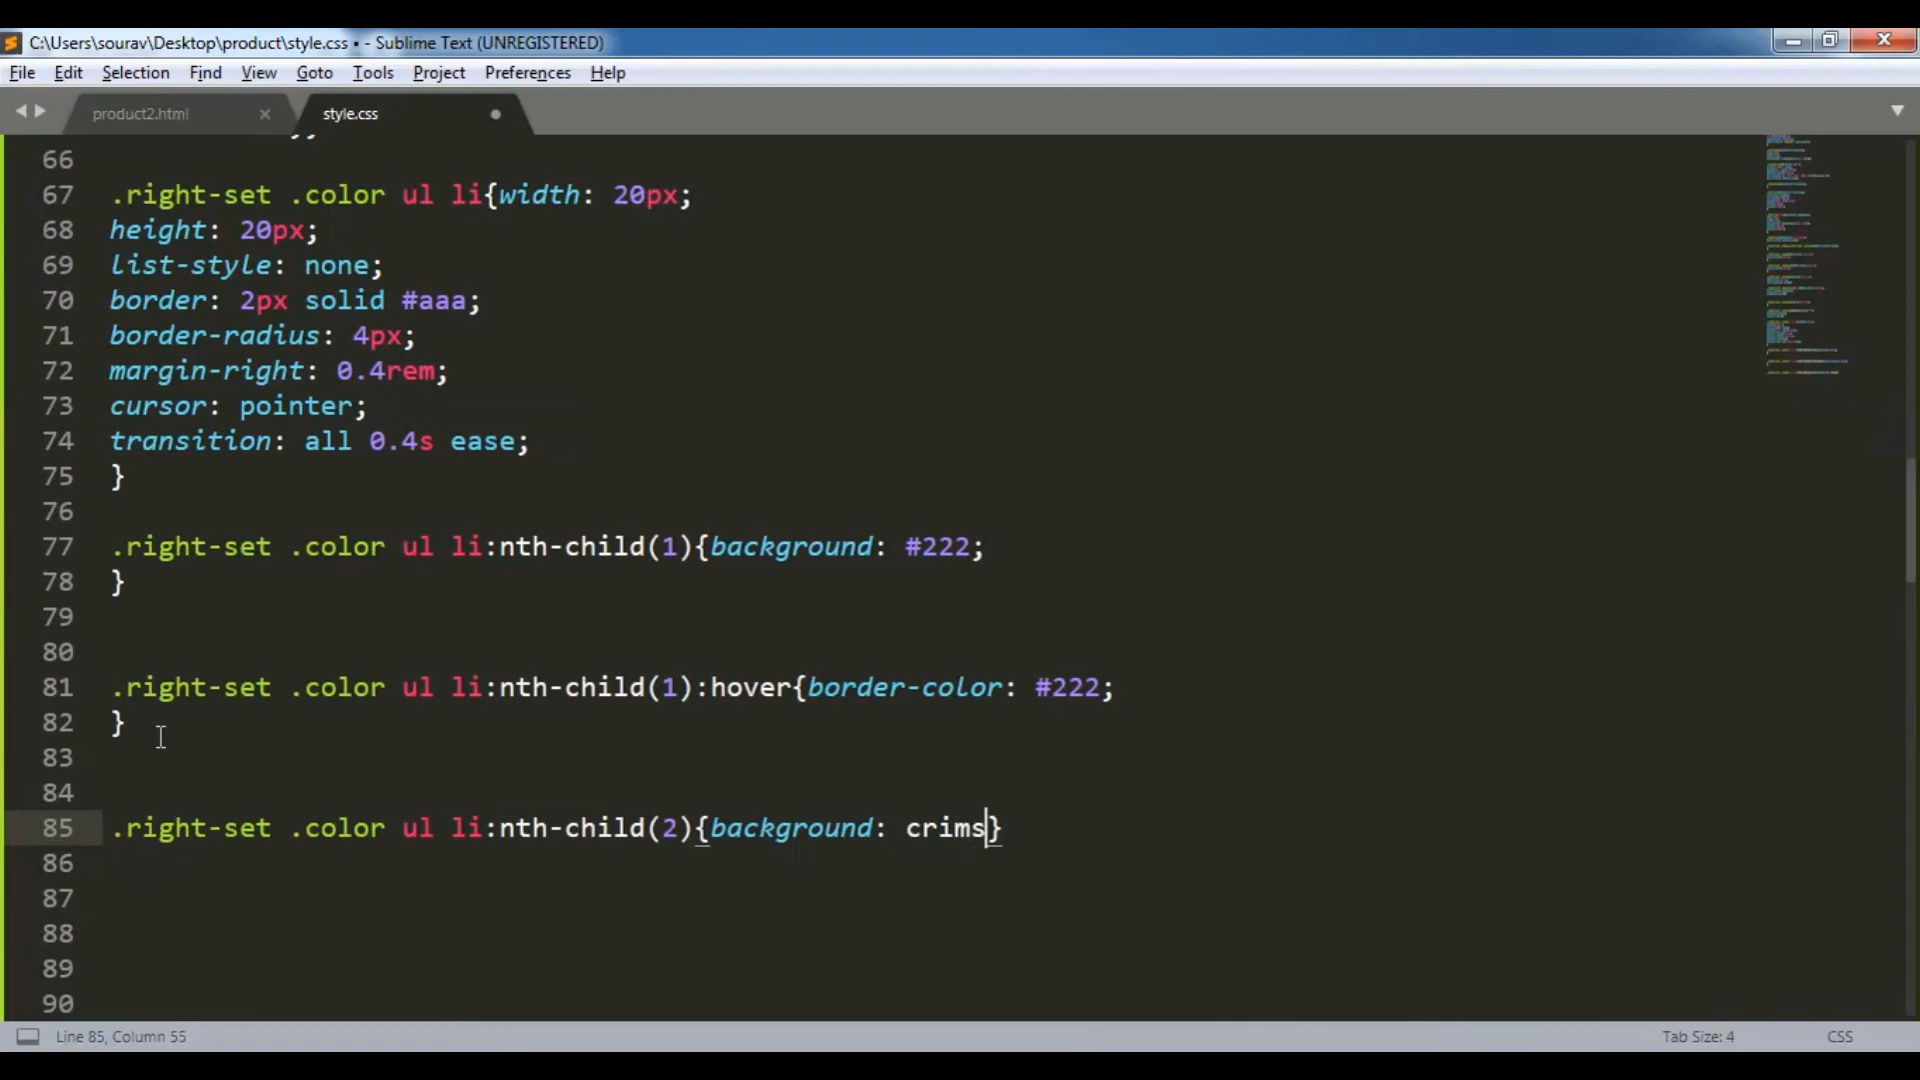 C:\Users\sourav\Desktop\product\style.css • - Sublime Text (UNREGISTERED)
File Edit Selection Find View Goto Tools Project Preferences Help
product2.html style.css
66
67 .right-set .color ul li{width: 20px;
68 height: 20px;
69 list-style: none;
70 border: 2px solid #aaa;
71 border-radius: 4px;
72 margin-right: 0.4rem;
73 cursor: pointer;
74 transition: all 0.4s ease;
75 }
76
77 .right-set .color ul li:nth-child(1){background: #222;
78 }
79
80
81 .right-set .color ul li:nth-child(1):hover{border-color: #222;
82 }
83
84
85 .right-set .color ul li:nth-child(2){background: crims}
86
87
88
89
90
Line 85, Column 55 Tab Size: 4 CSS